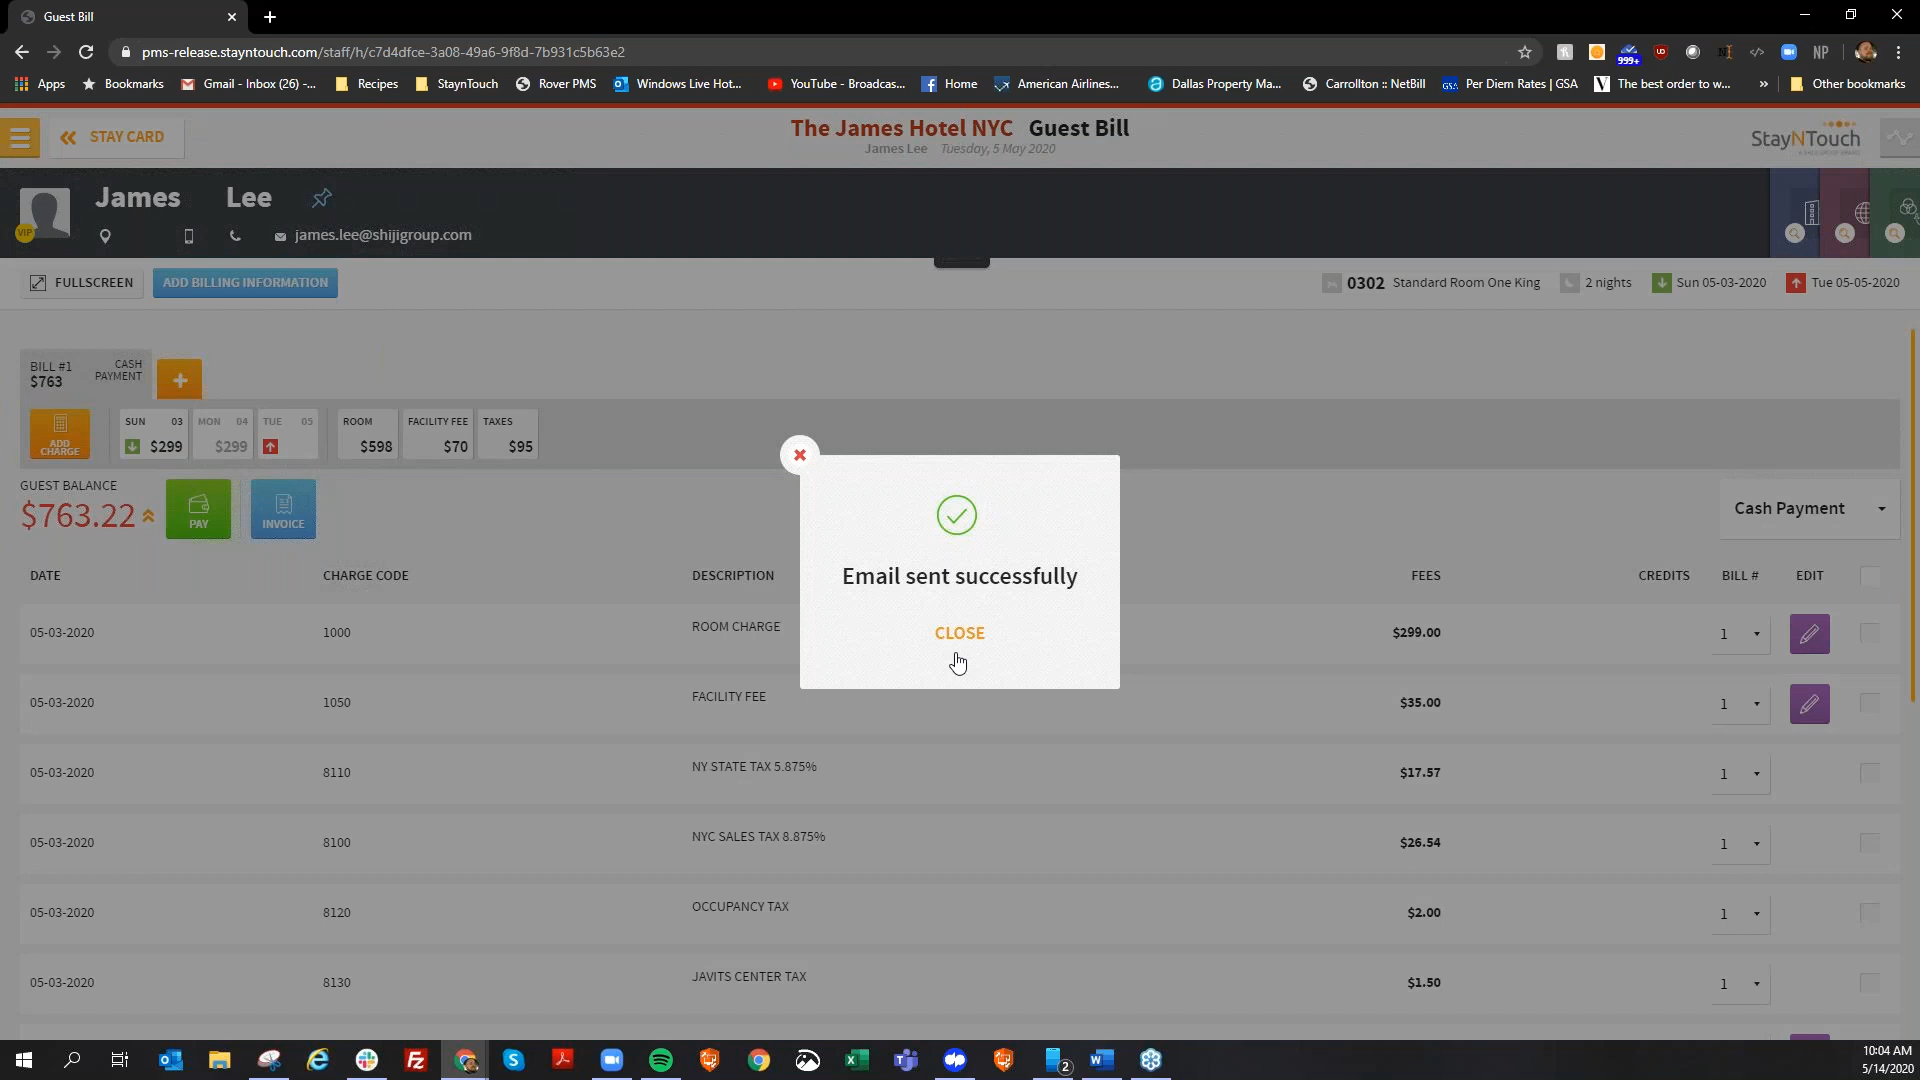 Guest Bill
pms-release.stayntouch.com/staff/h/c7d4dfce-3a08-49a6-9f8d-7b931c5b63e2
999+
NP
Apps
Bookmarks
Gmail - Inbox (26) -...
Recipes
StaynTouch
Rover PMS
Windows Live Hot...
YouTube - Broadcas...
Home
American Airlines...
Dallas Property Ma...
Carrollton :: NetBill
GSA
Per Diem Rates | GSA
The best order to w...
»
Other bookmarks
STAY CARD
The James Hotel NYC Guest Bill
James Lee Tuesday, 5 May 2020
StayNTouch
James Lee
VIP
james.lee@shijigroup.com
FULLSCREEN
ADD BILLING INFORMATION
0302 Standard Room One King
2 nights
Sun 05-03-2020
Tue 05-05-2020
BILL #1
$763
CASH
PAYMENT
+
ADD
CHARGE
SUN 03
$299
MON 04
$299
TUE 05
ROOM
$598
FACILITY FEE
$70
TAXES
$95
GUEST BALANCE
$763.22
PAY
INVOICE
Cash Payment
Email sent successfully
CLOSE
DATE CHARGE CODE DESCRIPTION FEES CREDITS BILL # EDIT
05-03-2020 1000 ROOM CHARGE $299.00 1
05-03-2020 1050 FACILITY FEE $35.00 1
05-03-2020 8110 NY STATE TAX 5.875% $17.57 1
05-03-2020 8100 NYC SALES TAX 8.875% $26.54 1
05-03-2020 8120 OCCUPANCY TAX $2.00 1
05-03-2020 8130 JAVITS CENTER TAX $1.50 1
2
10:04 AM
5/14/2020